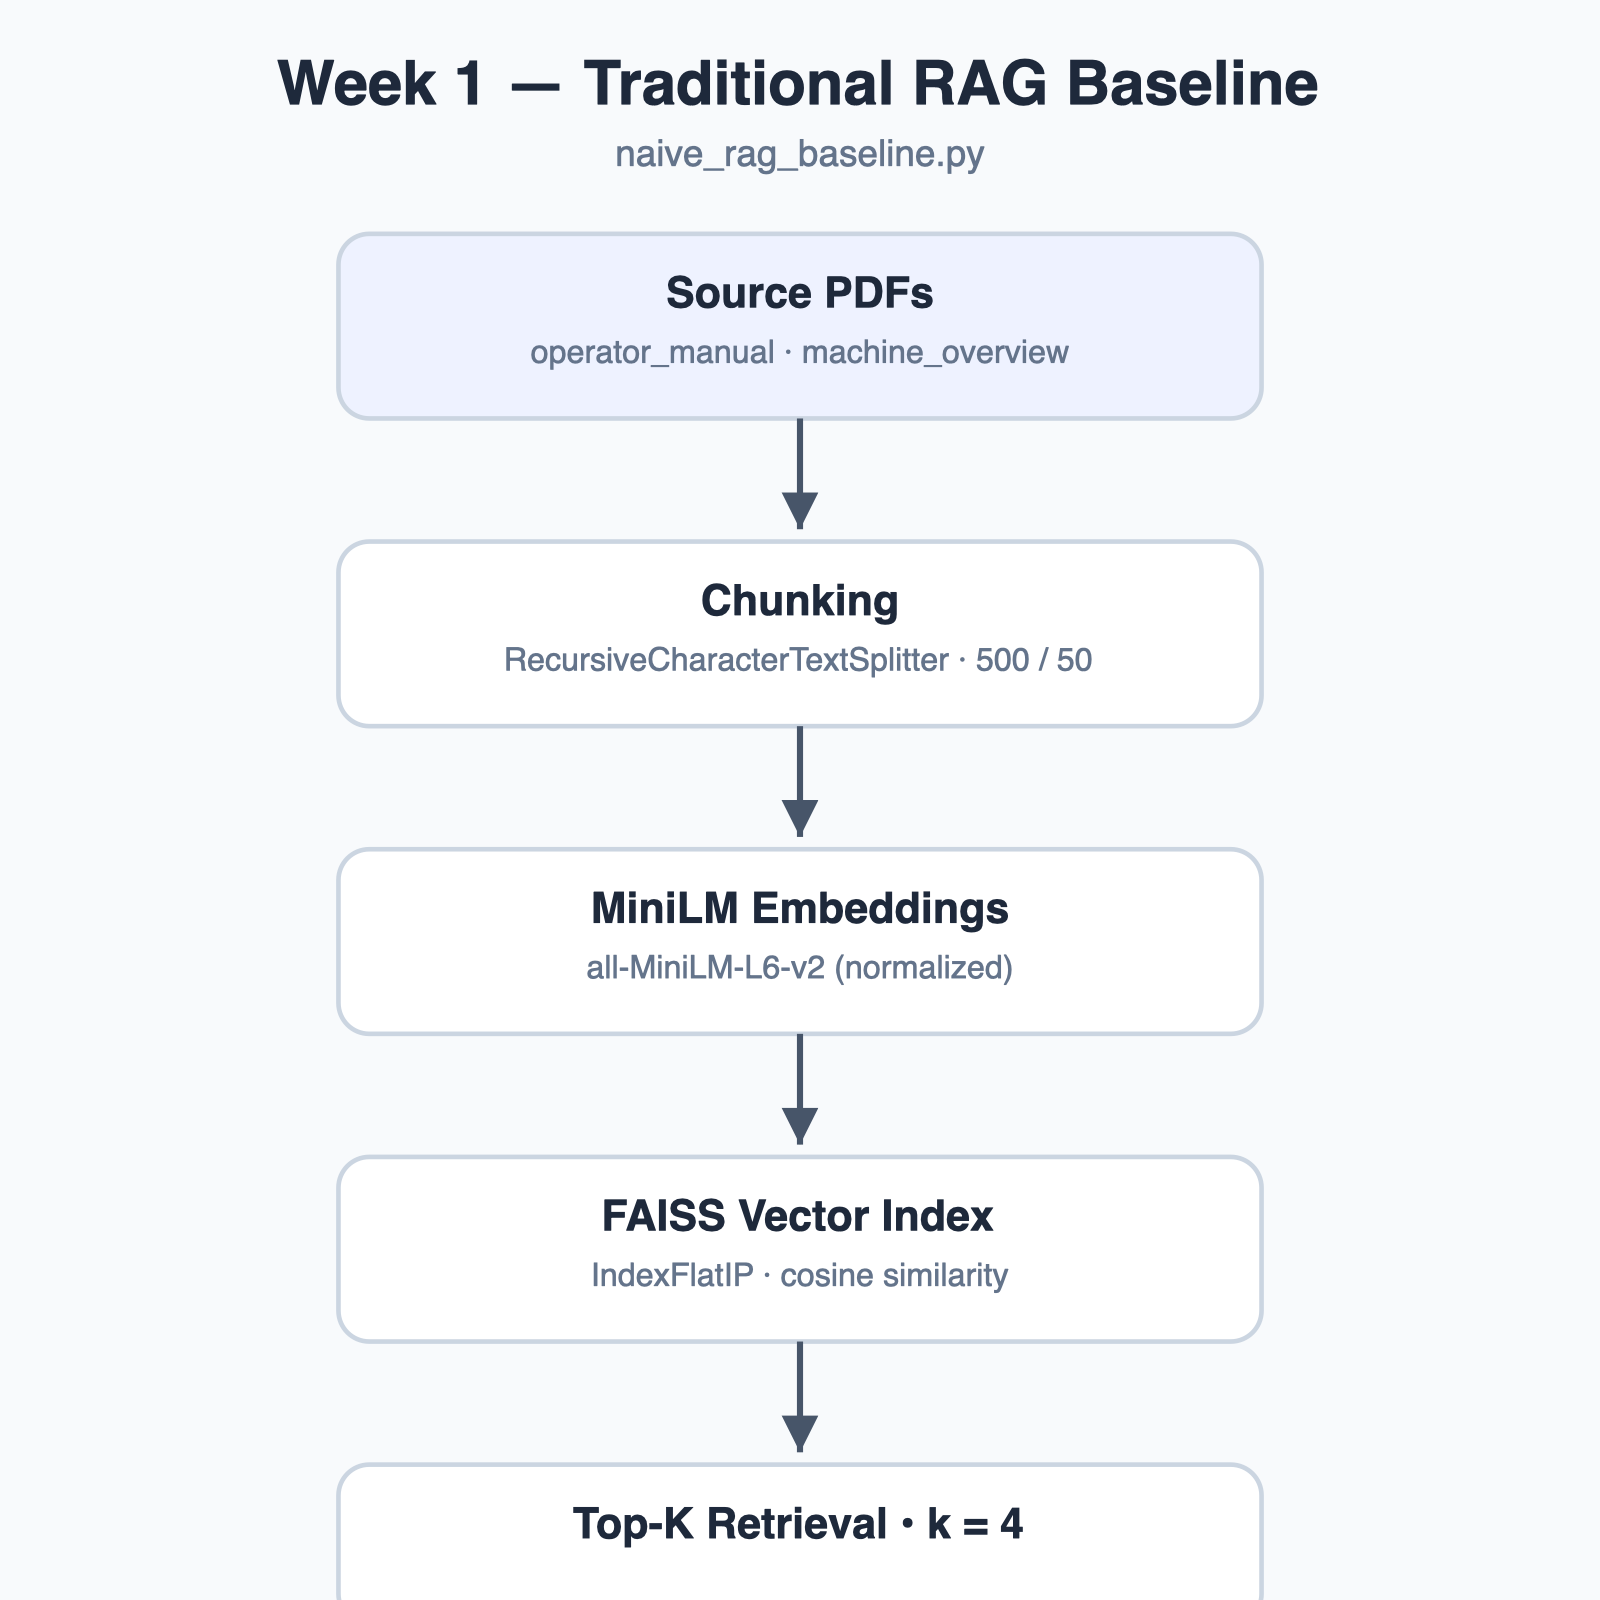 Week 1 — Traditional RAG Baseline
naive_rag_baseline.py
Source PDFs
operator_manual · machine_overview
Chunking
RecursiveCharacterTextSplitter · 500 / 50
MiniLM Embeddings
all-MiniLM-L6-v2 (normalized)
FAISS Vector Index
IndexFlatIP · cosine similarity
Top-K Retrieval · k = 4